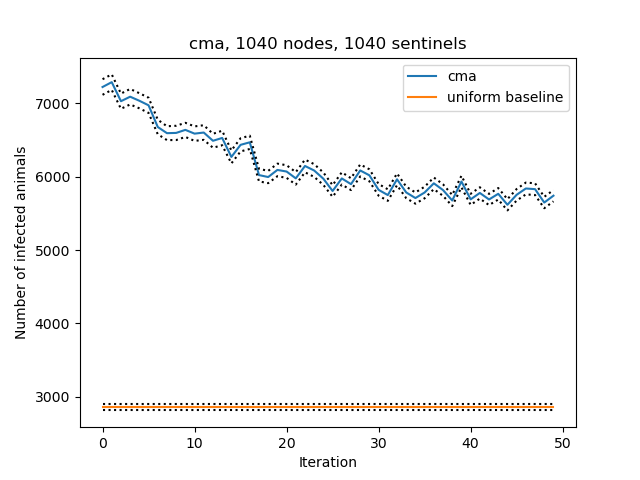 cma, 1040 nodes, 1040 sentinels
cma
uniform baseline
Number of infected animals
7000
6000
5000
4000
3000
0 10 20 30 40 50
Iteration